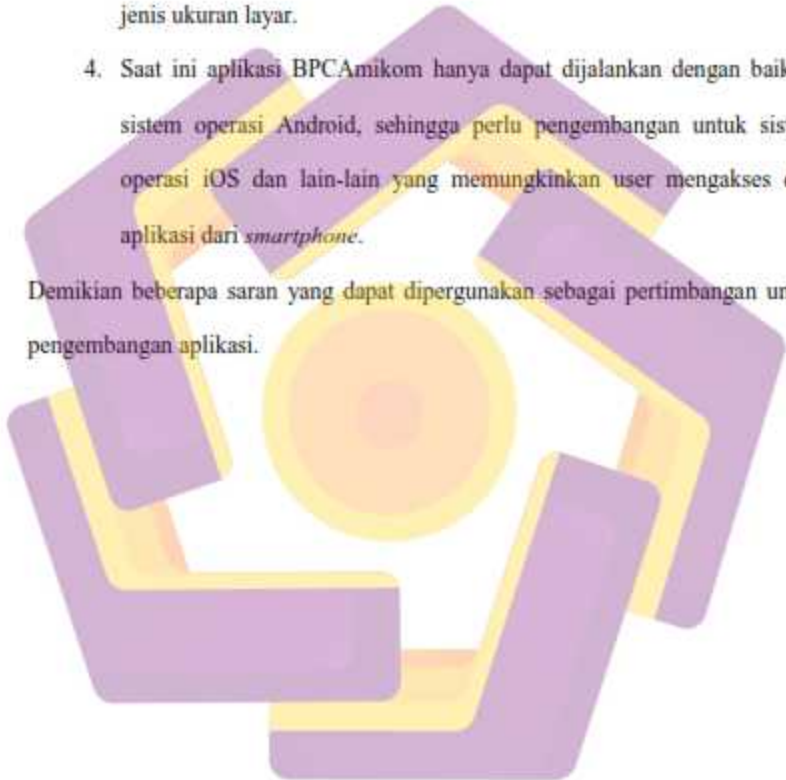 jenis ukuran layar.
4. Saat ini aplikasi BPCAmikom hanya dapat dijalankan dengan baik
sistem operasi Android, sehingga perlu pengembangan untuk sis
operasi iOS dan lain-lain yang memungkinkan user mengakses
aplikasi dari smartphone.
Demikian beberapa saran yang dapat dipergunakan sebagai pertimbangan un
pengembangan aplikasi.